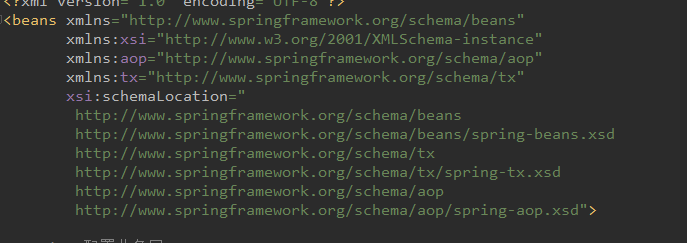 <?xml version="1.0" encoding="UTF-8"?>
<beans xmlns="http://www.springframework.org/schema/beans"
xmlns:xsi="http://www.w3.org/2001/XMLSchema-instance"
xmlns:aop="http://www.springframework.org/schema/aop"
xmlns:tx="http://www.springframework.org/schema/tx"
xsi:schemaLocation="
http://www.springframework.org/schema/beans
http://www.springframework.org/schema/beans/spring-beans.xsd
http://www.springframework.org/schema/tx
http://www.springframework.org/schema/tx/spring-tx.xsd
http://www.springframework.org/schema/aop
http://www.springframework.org/schema/aop/spring-aop.xsd">